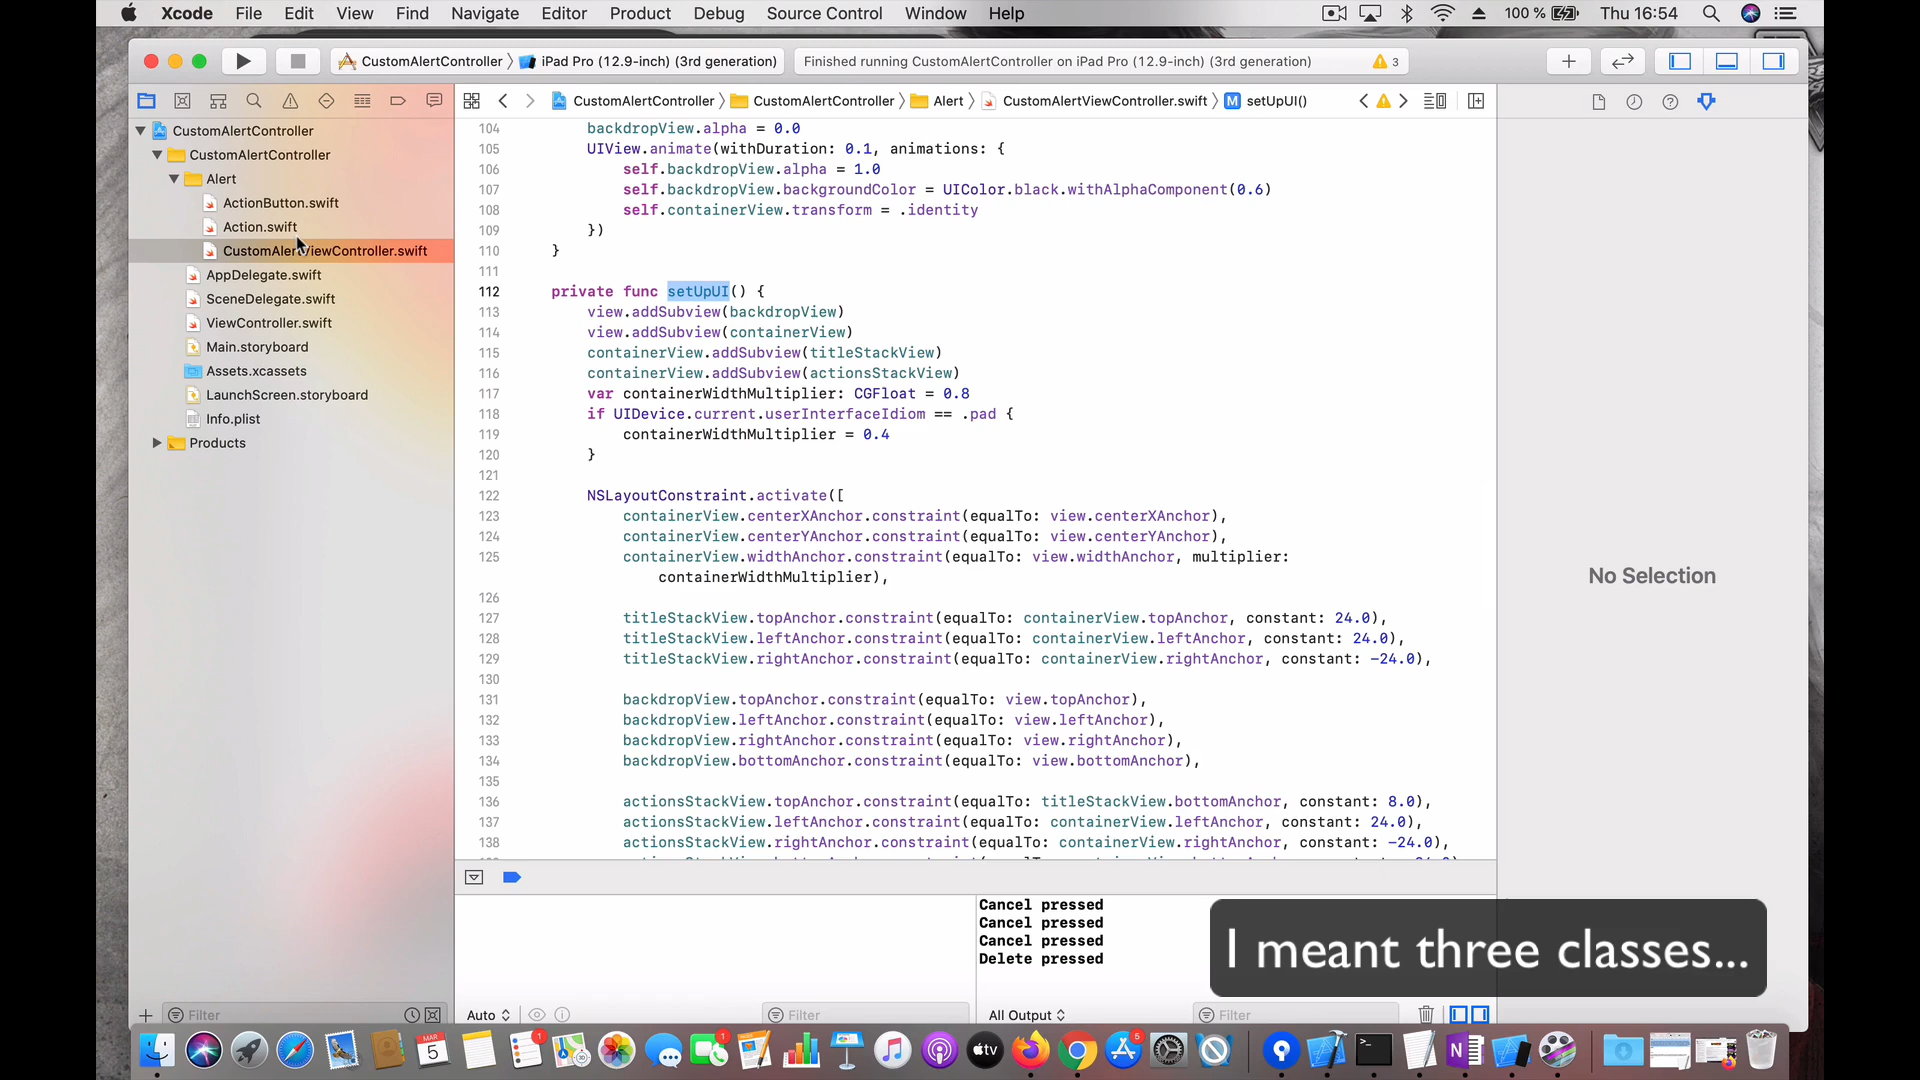 Xcode File Edit View Find Navigate Editor Product Debug Source Control Window Help 100 % Thu 16:54
CustomAlertController iPad Pro (12.9-inch) (3rd generation) Finished running CustomAlertController on iPad Pro (12.9-inch) (3rd generation) 3
CustomAlertController CustomAlertController Alert CustomAlertViewController.swift M setUpUI()
CustomAlertController
CustomAlertController
Alert
ActionButton.swift
Action.swift
CustomAlertViewController.swift
AppDelegate.swift
SceneDelegate.swift
ViewController.swift
Main.storyboard
Assets.xcassets
LaunchScreen.storyboard
Info.plist
Products
Filter
104 backdropView.alpha = 0.0
105 UIView.animate(withDuration: 0.1, animations: {
106 self.backdropView.alpha = 1.0
107 self.backdropView.backgroundColor = UIColor.black.withAlphaComponent(0.6)
108 self.containerView.transform = .identity
109 })
110 }
111
112 private func setUpUI() {
113 view.addSubview(backdropView)
114 view.addSubview(containerView)
115 containerView.addSubview(titleStackView)
116 containerView.addSubview(actionsStackView)
117 var containerWidthMultiplier: CGFloat = 0.8
118 if UIDevice.current.userInterfaceIdiom == .pad {
119 containerWidthMultiplier = 0.4
120 }
121
122 NSLayoutConstraint.activate([
123 containerView.centerXAnchor.constraint(equalTo: view.centerXAnchor),
124 containerView.centerYAnchor.constraint(equalTo: view.centerYAnchor),
125 containerView.widthAnchor.constraint(equalTo: view.widthAnchor, multiplier:
containerWidthMultiplier),
126
127 titleStackView.topAnchor.constraint(equalTo: containerView.topAnchor, constant: 24.0),
128 titleStackView.leftAnchor.constraint(equalTo: containerView.leftAnchor, constant: 24.0),
129 titleStackView.rightAnchor.constraint(equalTo: containerView.rightAnchor, constant: -24.0),
130
131 backdropView.topAnchor.constraint(equalTo: view.topAnchor),
132 backdropView.leftAnchor.constraint(equalTo: view.leftAnchor),
133 backdropView.rightAnchor.constraint(equalTo: view.rightAnchor),
134 backdropView.bottomAnchor.constraint(equalTo: view.bottomAnchor),
135
136 actionsStackView.topAnchor.constraint(equalTo: titleStackView.bottomAnchor, constant: 8.0),
137 actionsStackView.leftAnchor.constraint(equalTo: containerView.leftAnchor, constant: 24.0),
138 actionsStackView.rightAnchor.constraint(equalTo: containerView.rightAnchor, constant: -24.0),
No Selection
Cancel pressed
Cancel pressed
Cancel pressed
Delete pressed
I meant three classes...
Auto Filter All Output Filter
MAR
5
1
1
tv
5